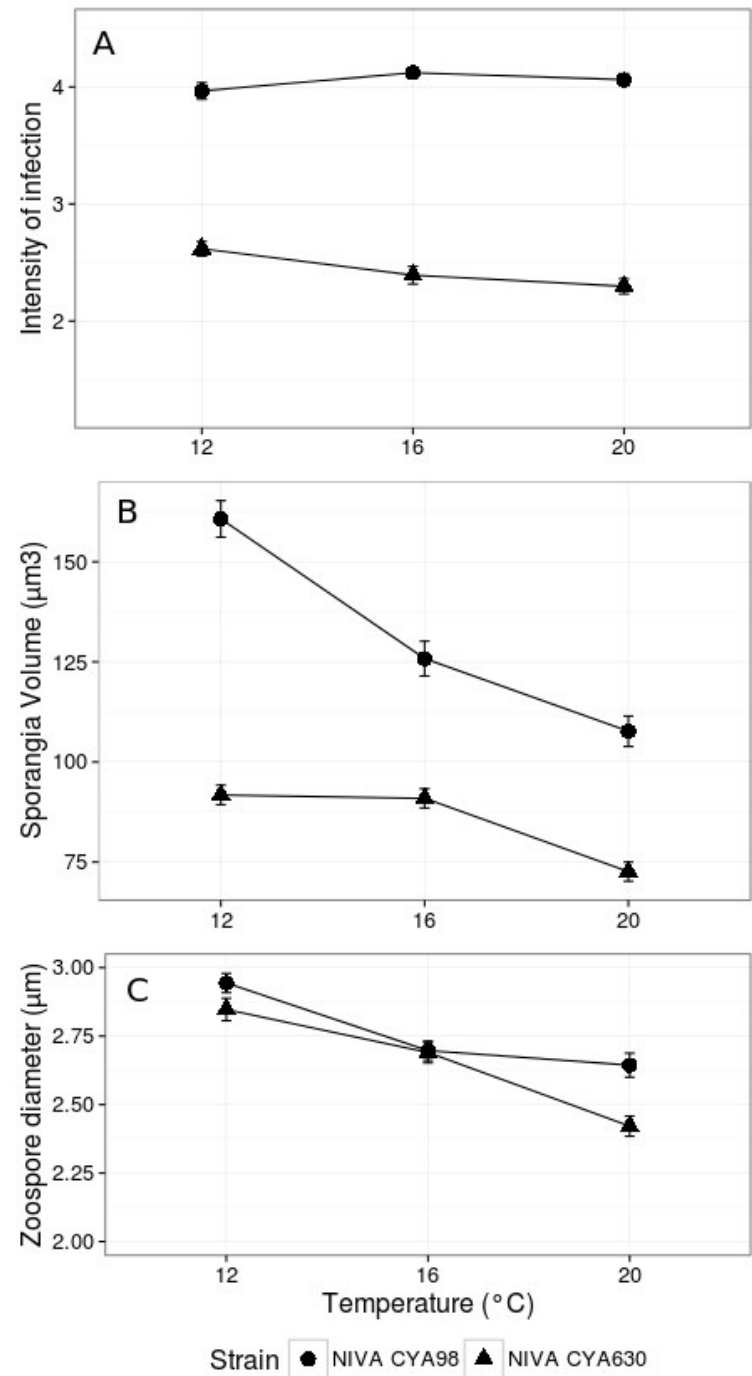 A
Intensity of infection
4
3
2
12 16 20
B
Sporangia Volume (µm3)
150
125
100
75
12 16 20
C
Zoospore diameter (µm)
3.00
2.75
2.50
2.25
2.00
12 16 20
Temperature (°C)
Strain NIVA CYA98 NIVA CYA630